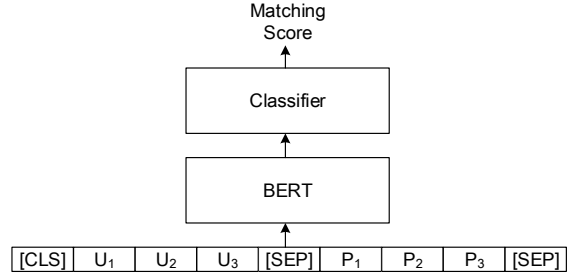 Matching
Score
Classifier
BERT
[CLS] U₁ U₂ U₃ [SEP] P₁ P₂ P₃ [SEP]